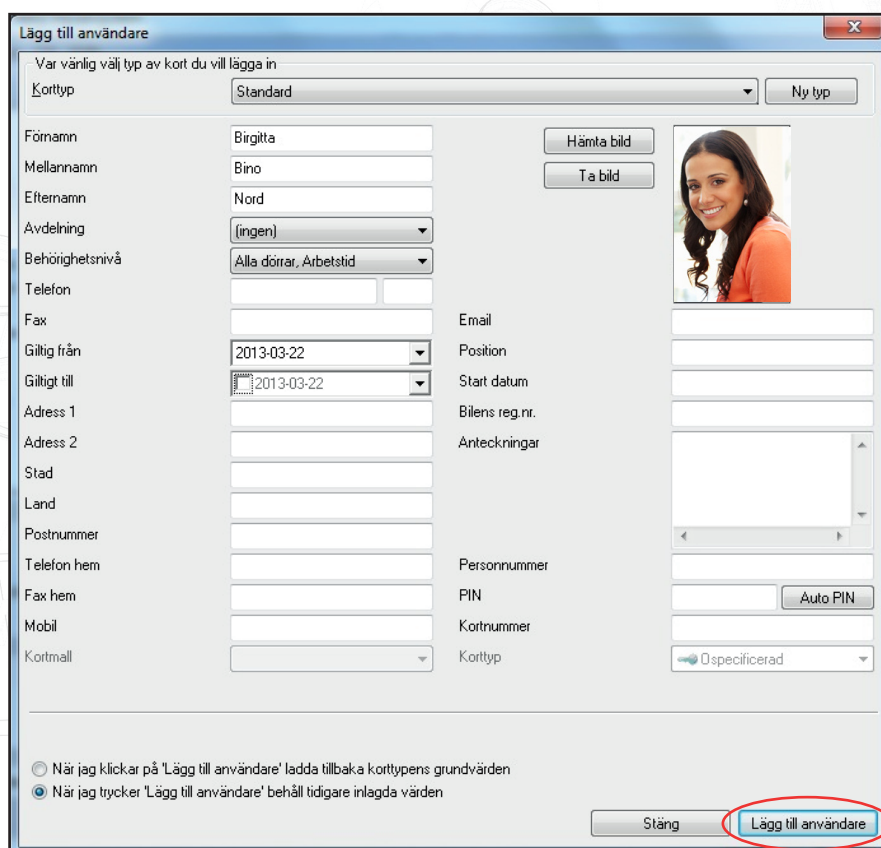 Lägg till användare
Var vänlig välj typ av kort du vill lägga in
Korttyp Standard Ny typ
Förnamn Birgitta Hämta bild
Mellannamn Bino Ta bild
Efternamn Nord
Avdelning (ingen)
Behörighetsnivå Alla dörrar, Arbetstid
Telefon
Fax Email
Giltig från 2013-03-22 Position
Giltigt till 2013-03-22 Start datum
Adress 1 Bilens reg.nr.
Adress 2 Anteckningar
Stad
Land
Postnummer
Telefon hem Personnummer
Fax hem PIN Auto PIN
Mobil Kortnummer
Kortmall Korttyp Ospecificerad
När jag klickar på 'Lägg till användare' ladda tillbaka korttypens grundvärden
När jag trycker 'Lägg till användare' behåll tidigare inlagda värden
Stäng Lägg till användare